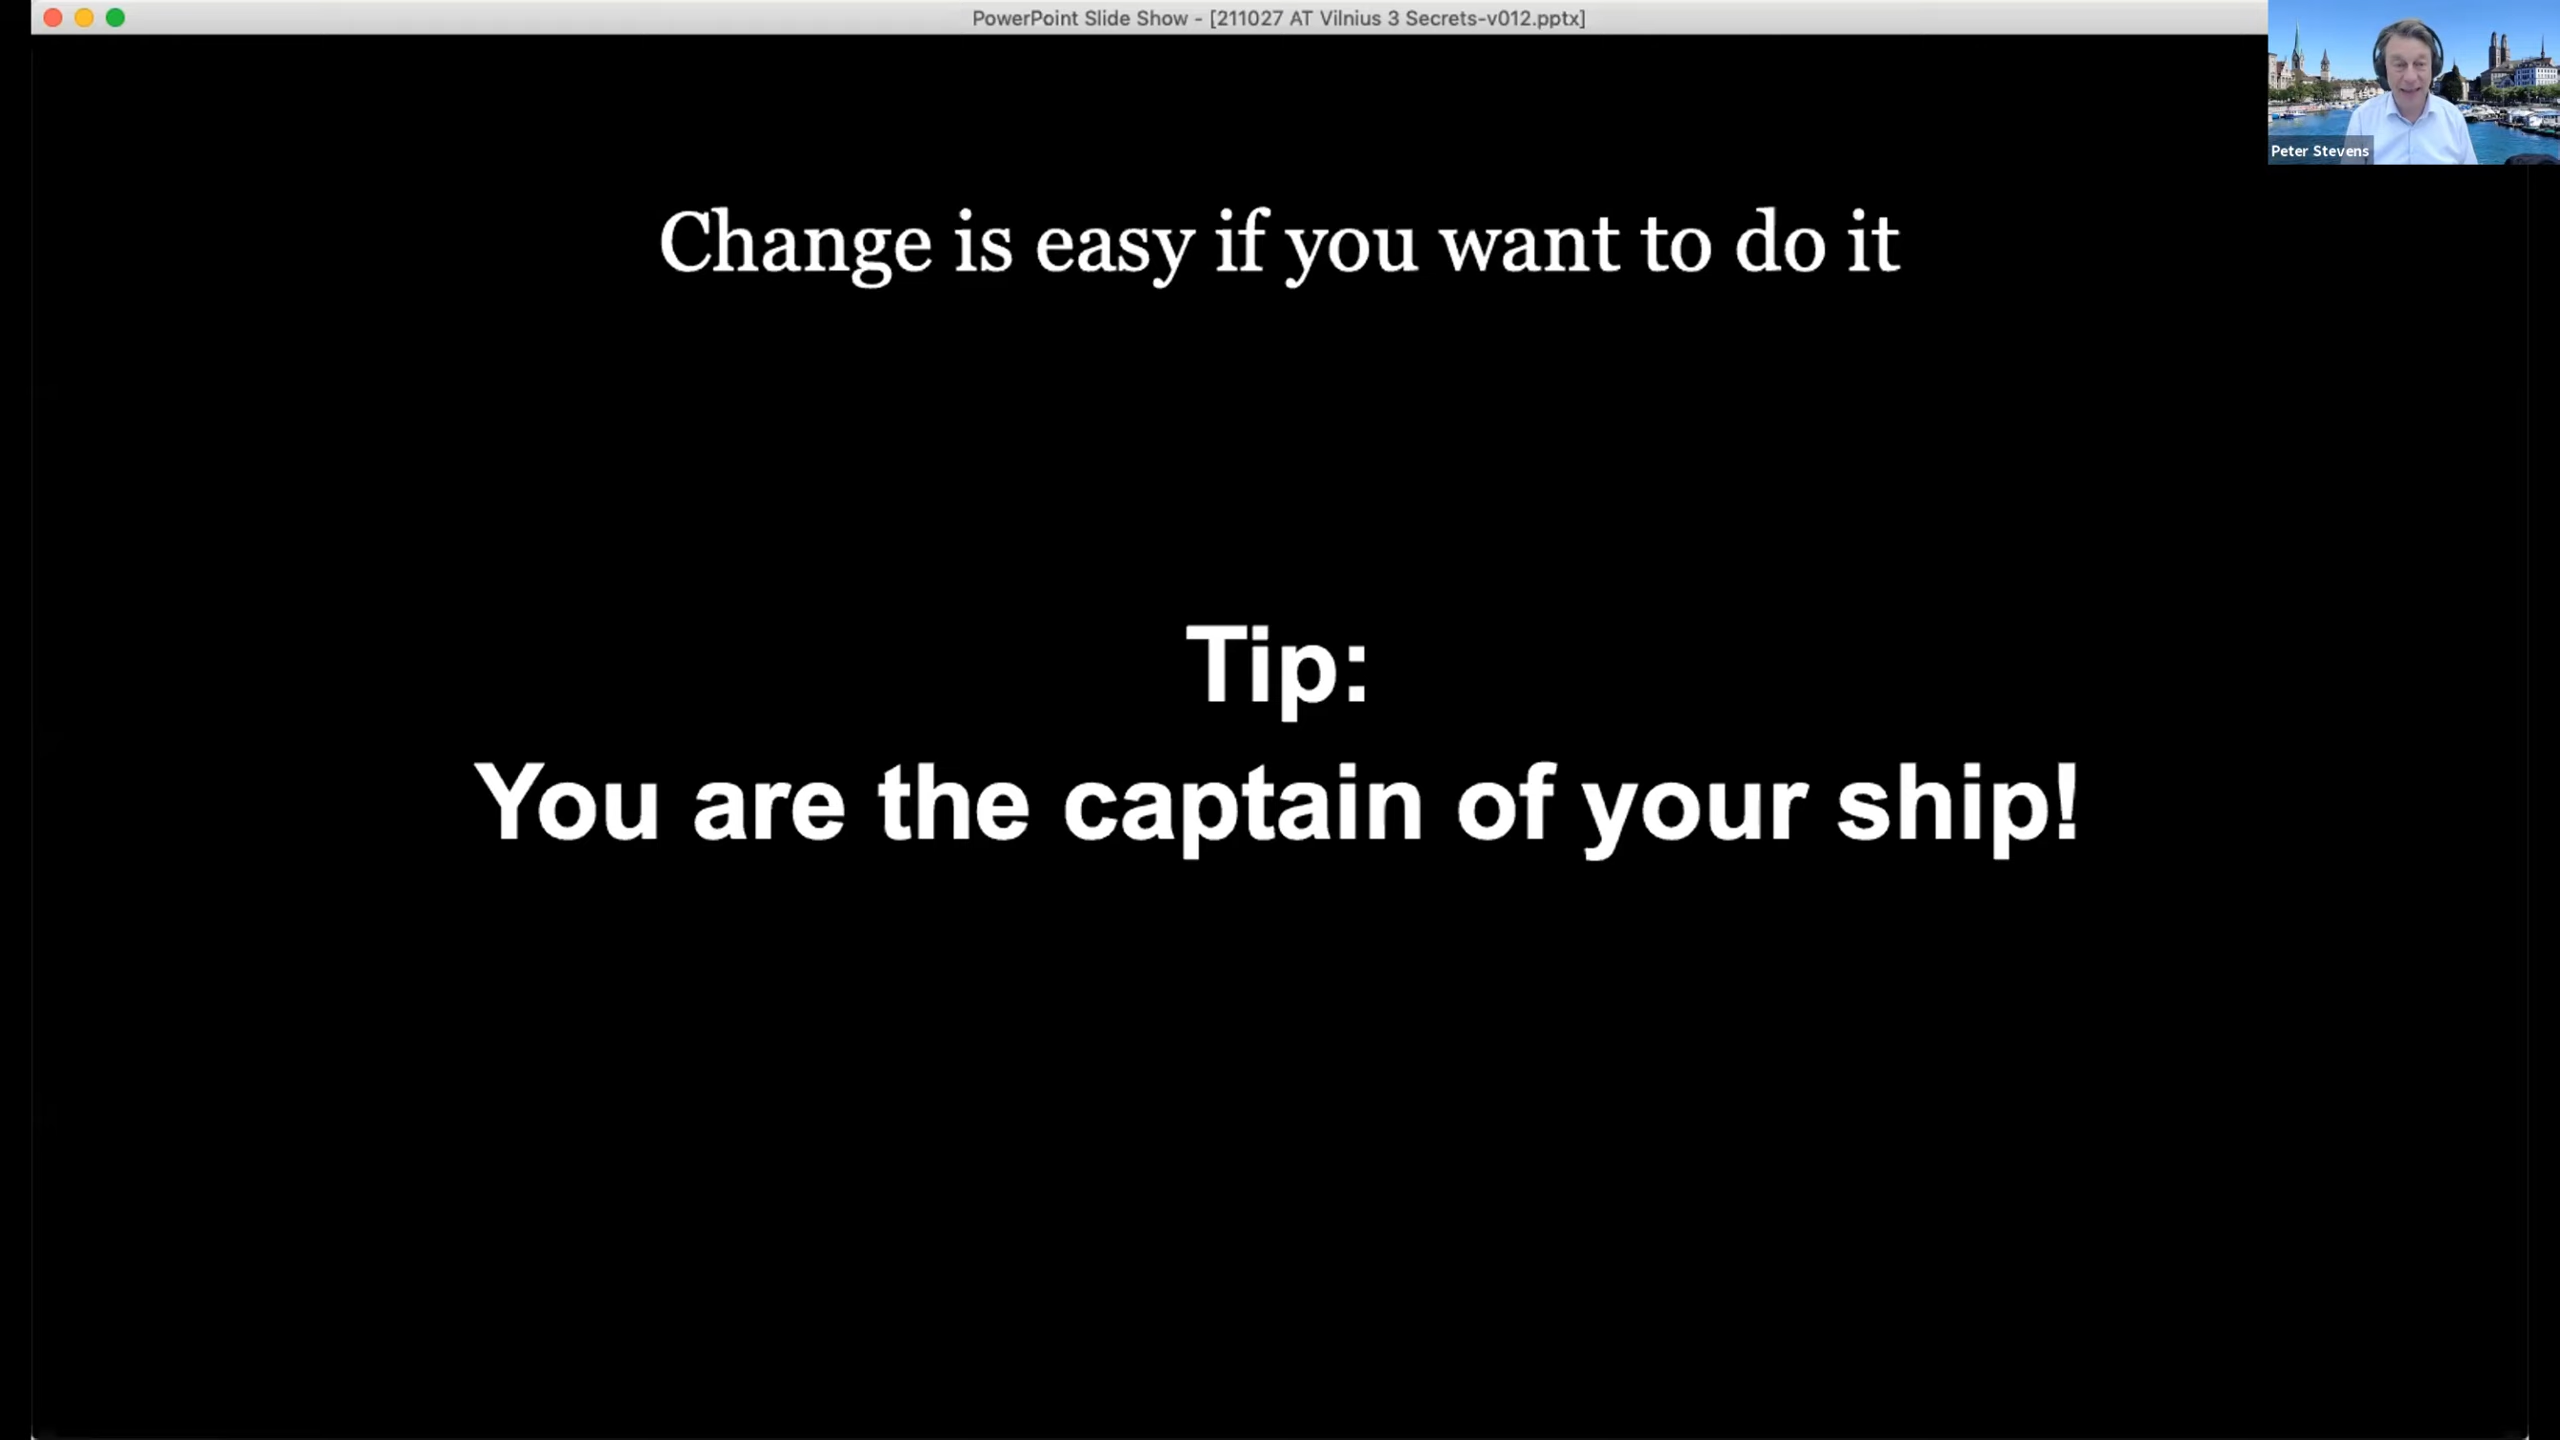 PowerPoint Slide Show - [211027 AT Vilnius 3 Secrets-v012.pptx]
Peter Stevens
Change is easy if you want to do it
Tip:
You are the captain of your ship!